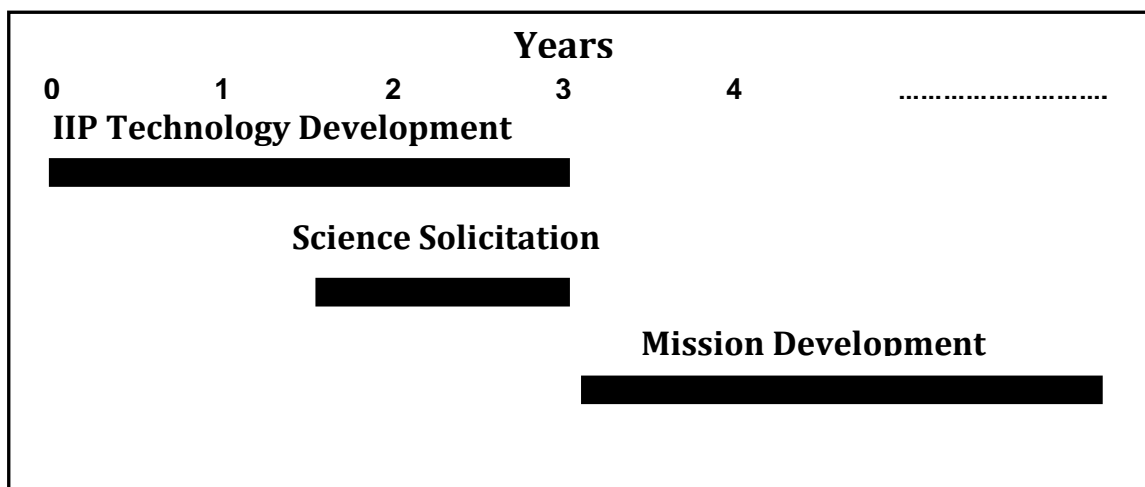 Years
0 1 2 3 4 ..............................
IIP Technology Development
Science Solicitation
Mission Development